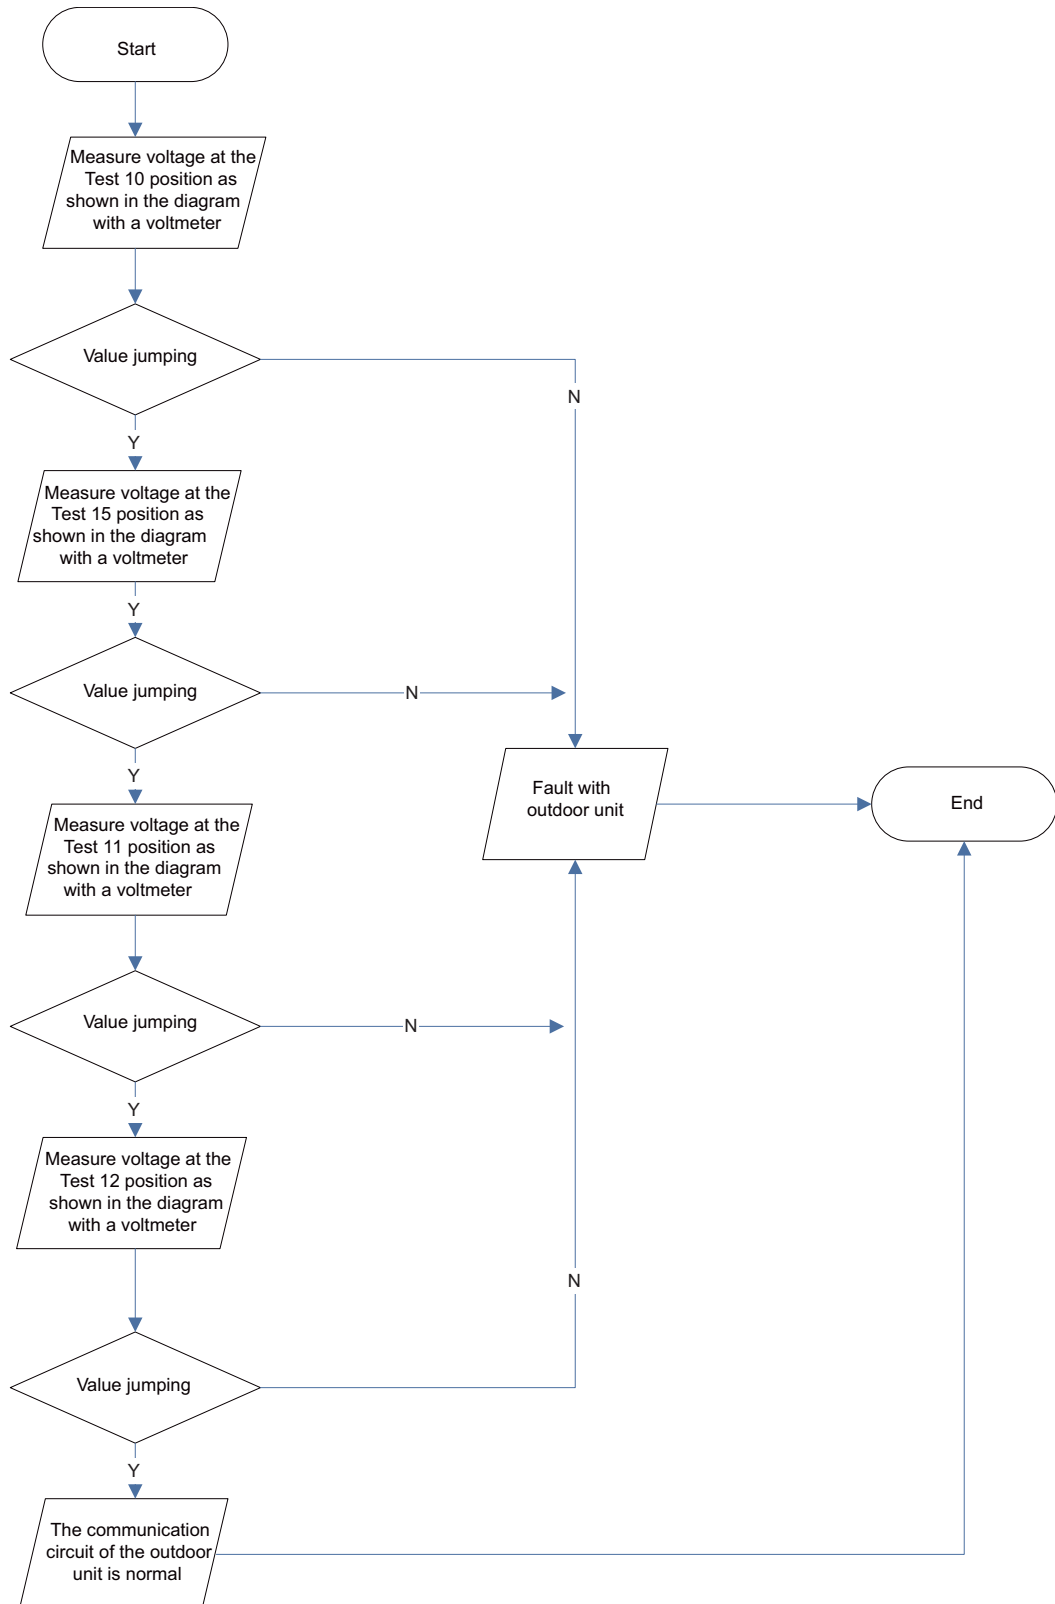 Start
Measure voltage at the
Test 10 position as
shown in the diagram
with a voltmeter
Value jumping
N
Y
Measure voltage at the
Test 15 position as
shown in the diagram
with a voltmeter
Y
Value jumping
N
Y
Measure voltage at the
Test 11 position as
shown in the diagram
with a voltmeter
Fault with
outdoor unit
End
Value jumping
N
Y
Measure voltage at the
Test 12 position as
shown in the diagram
with a voltmeter
N
Value jumping
Y
The communication
circuit of the outdoor
unit is normal